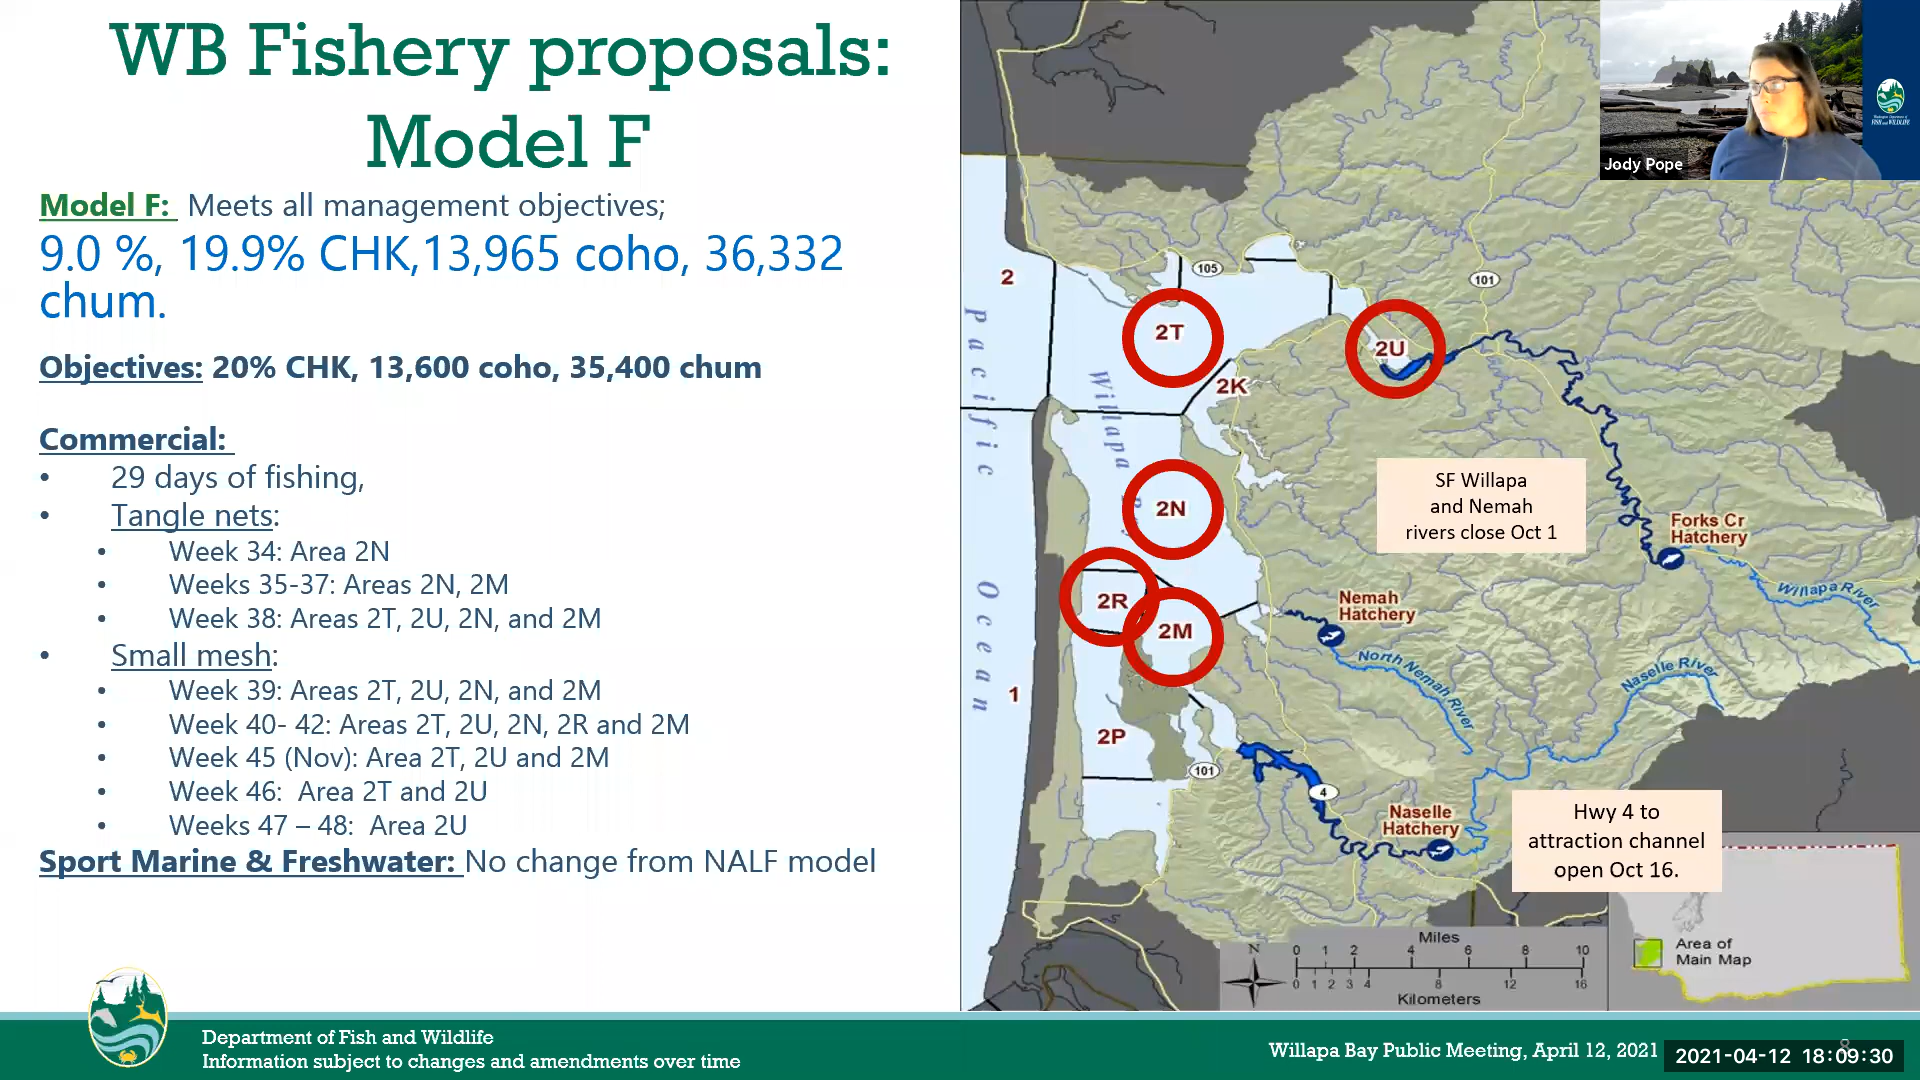 WB Fishery proposals:
Model F
Model F: Meets all management objectives;
9.0 %, 19.9% CHK,13,965 coho, 36,332
chum.
Objectives: 20% CHK, 13,600 coho, 35,400 chum
Commercial:
• 29 days of fishing,
• Tangle nets:
• Week 34: Area 2N
• Weeks 35-37: Areas 2N, 2M
• Week 38: Areas 2T, 2U, 2N, and 2M
• Small mesh:
• Week 39: Areas 2T, 2U, 2N, and 2M
• Week 40- 42: Areas 2T, 2U, 2N, 2R and 2M
• Week 45 (Nov): Area 2T, 2U and 2M
• Week 46: Area 2T and 2U
• Weeks 47 – 48: Area 2U
Sport Marine & Freshwater: No change from NALF model
Department of Fish and Wildlife
Information subject to changes and amendments over time
Jody Pope
FISH and WILDLIFE
2
105
101
2T
2U
2K
Pacific
Ocean
Willapa
2N
SF Willapa
and Nemah
rivers close Oct 1
Forks Cr
Hatchery
Willapa River
2R
2M
Nemah
Hatchery
North Nemah River
Naselle River
1
2P
101
4
Naselle
Hatchery
Hwy 4 to
attraction channel
open Oct 16.
N
Miles
0 1 2 4 6 8 10
0 1 2 3 4 8 12 16
Kilometers
Area of
Main Map
Willapa Bay Public Meeting, April 12, 2021
8
2021-04-12 18:09:30